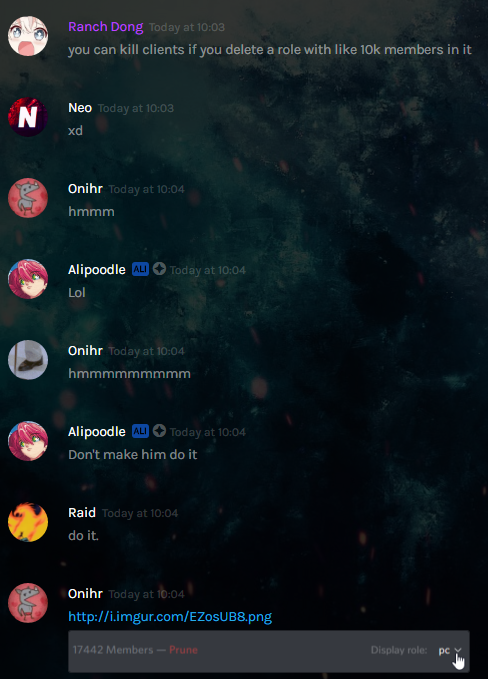 Ranch Dong Today at 10:03
you can kill clients if you delete a role with like 10k members in it
N
Neo Today at 10:03
xd
Onihr Today at 10:04
hmmm
Alipoodle ALI Today at 10:04
Lol
Onihr Today at 10:04
hmmmmmmmmm
Alipoodle ALI Today at 10:04
Don't make him do it
Raid Today at 10:04
do it.
Onihr Today at 10:04
http://i.imgur.com/EZosUB8.png
17442 Members — Prune Display role: pc